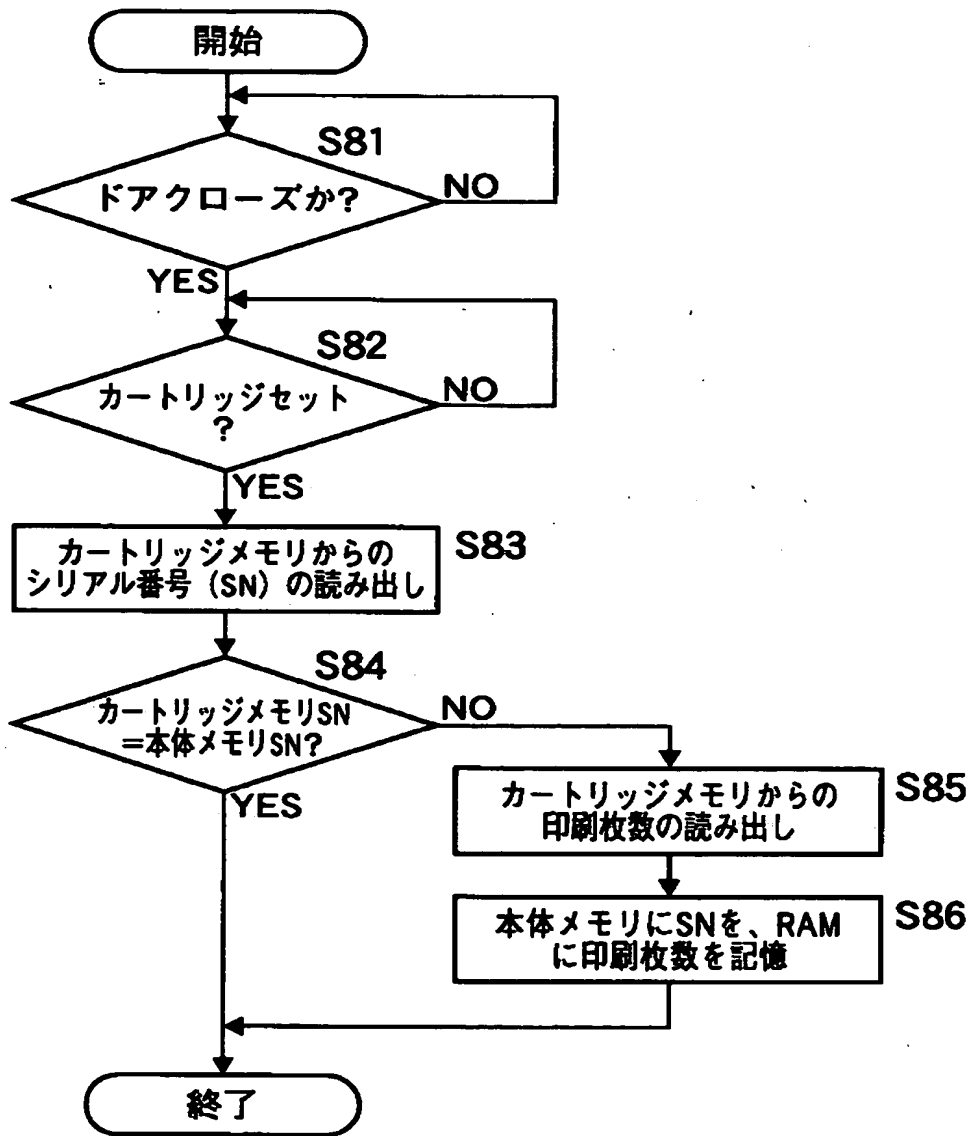 開始
S81
ドアクローズか?
NO
YES
S82
カートリッジセット
?
NO
YES
カートリッジメモリからの
シリアル番号（SN）の読み出し
S83
S84
カートリッジメモリSN
＝本体メモリSN?
NO
YES
カートリッジメモリからの
印刷枚数の読み出し
S85
本体メモリにSNを、RAM
に印刷枚数を記憶
S86
終了